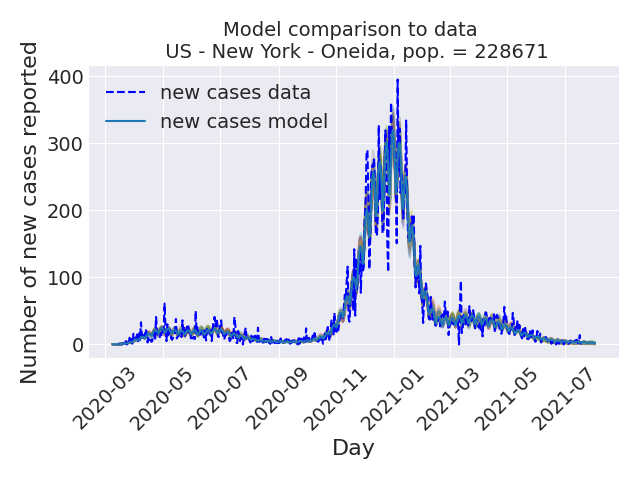 Model comparison to data
US - New York - Oneida, pop. = 228671
Number of new cases reported
400
300
200
100
0
new cases data
new cases model
2020-03
2020-05
2020-07
2020-09
2020-11
2021-01
2021-03
2021-05
2021-07
Day